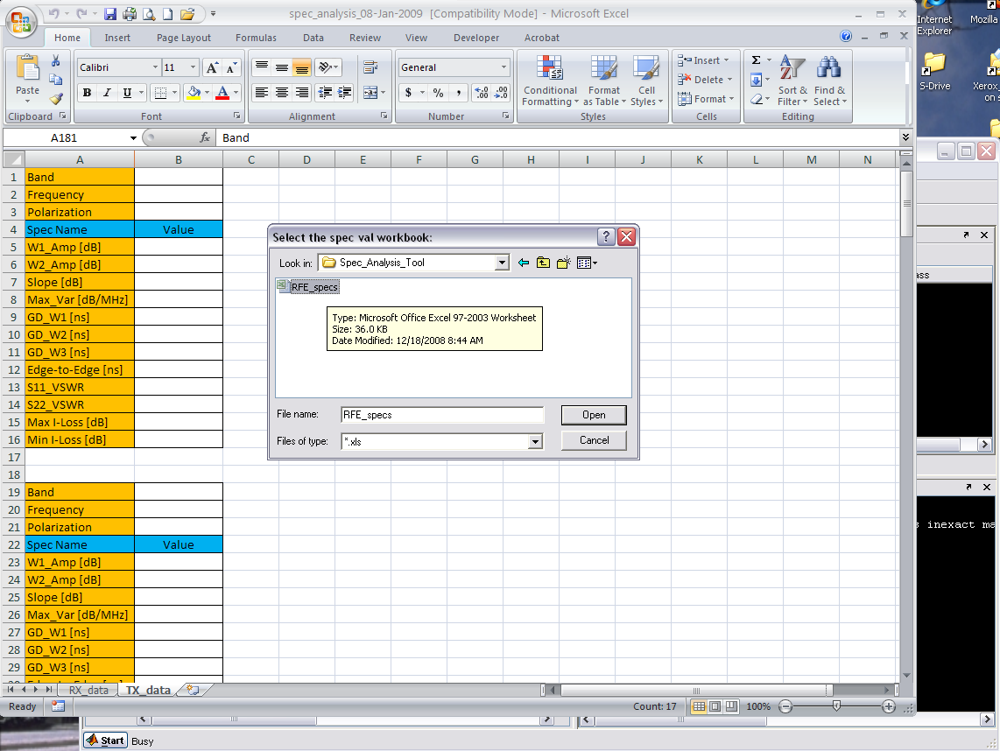 spec_analysis_08-Jan-2009 [Compatibility Mode] - Microsoft Excel
Home Insert Page Layout Formulas Data Review View Developer Acrobat
Calibri 11 General
Paste
B I U $ % ,
Conditional Formatting Format as Table Cell Styles
Insert
Delete
Format
Sort & Filter Find & Select
Clipboard Font Alignment Number Styles Cells Editing
A181 fx Band
A B C D E F G H I J K L M N
1 Band
2 Frequency
3 Polarization
4 Spec Name Value
5 W1_Amp [dB]
6 W2_Amp [dB]
7 Slope [dB]
8 Max_Var [dB/MHz]
9 GD_W1 [ns]
10 GD_W2 [ns]
11 GD_W3 [ns]
12 Edge-to-Edge [ns]
13 S11_VSWR
14 S22_VSWR
15 Max I-Loss [dB]
16 Min I-Loss [dB]
17
18
19 Band
20 Frequency
21 Polarization
22 Spec Name Value
23 W1_Amp [dB]
24 W2_Amp [dB]
25 Slope [dB]
26 Max_Var [dB/MHz]
27 GD_W1 [ns]
28 GD_W2 [ns]
29 GD_W3 [ns]
RX_data TX_data
Ready Count: 17 100%
Select the spec val workbook:
Look in: Spec_Analysis_Tool
RFE_specs
Type: Microsoft Office Excel 97-2003 Worksheet
Size: 36.0 KB
Date Modified: 12/18/2008 8:44 AM
File name: RFE_specs Open
Files of type: *.xls Cancel
Internet Explorer
Mozilla
S-Drive
Xerox_
on s
ass
s inexact ma
Start Busy